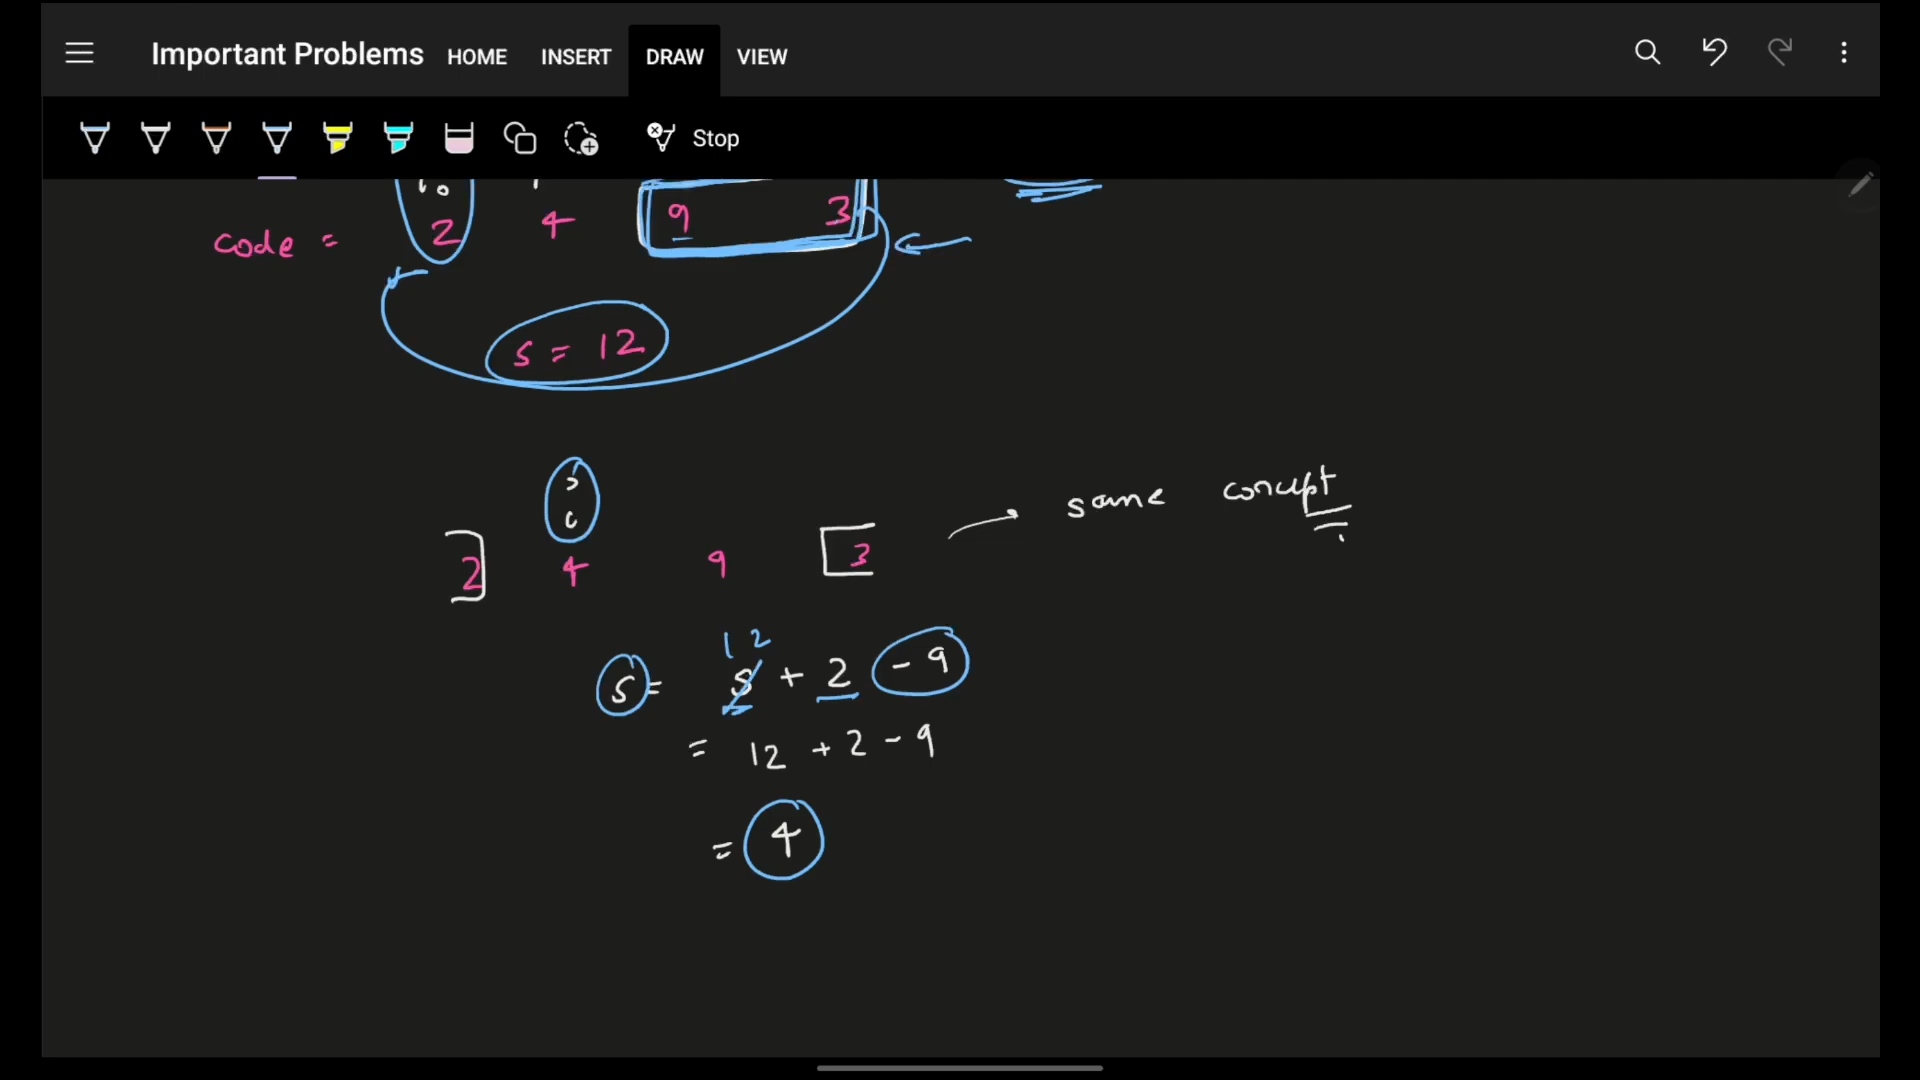 Important Problems HOME INSERT DRAW VIEW
Stop
code = 2 4 9 3
s = 12
same concept
2 4 9 3
12
s = s + 2 - 9
= 12 + 2 - 9
= 4